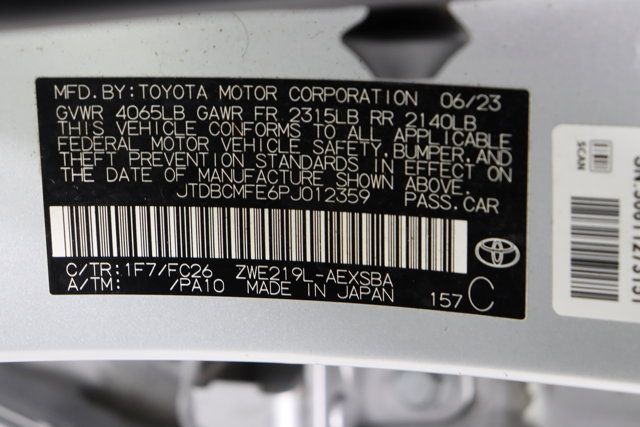 MFD. BY: TOYOTA MOTOR CORPORATION 06/23
GVWR 4065LB GAWR FR 2315LB RR 2140LB
THIS VEHICLE CONFORMS TO ALL APPLICABLE
FEDERAL MOTOR VEHICLE SAFETY, BUMPER, AND
THEFT PREVENTION STANDARDS IN EFFECT ON
THE DATE OF MANUFACTURE SHOWN ABOVE.
JTDBCMFE6PJ012359 PASS.CAR
C/TR: 1F7/FC26 ZWE219L-AEXSBA
A/TM: /PA10 MADE IN JAPAN 157 C
SCAN